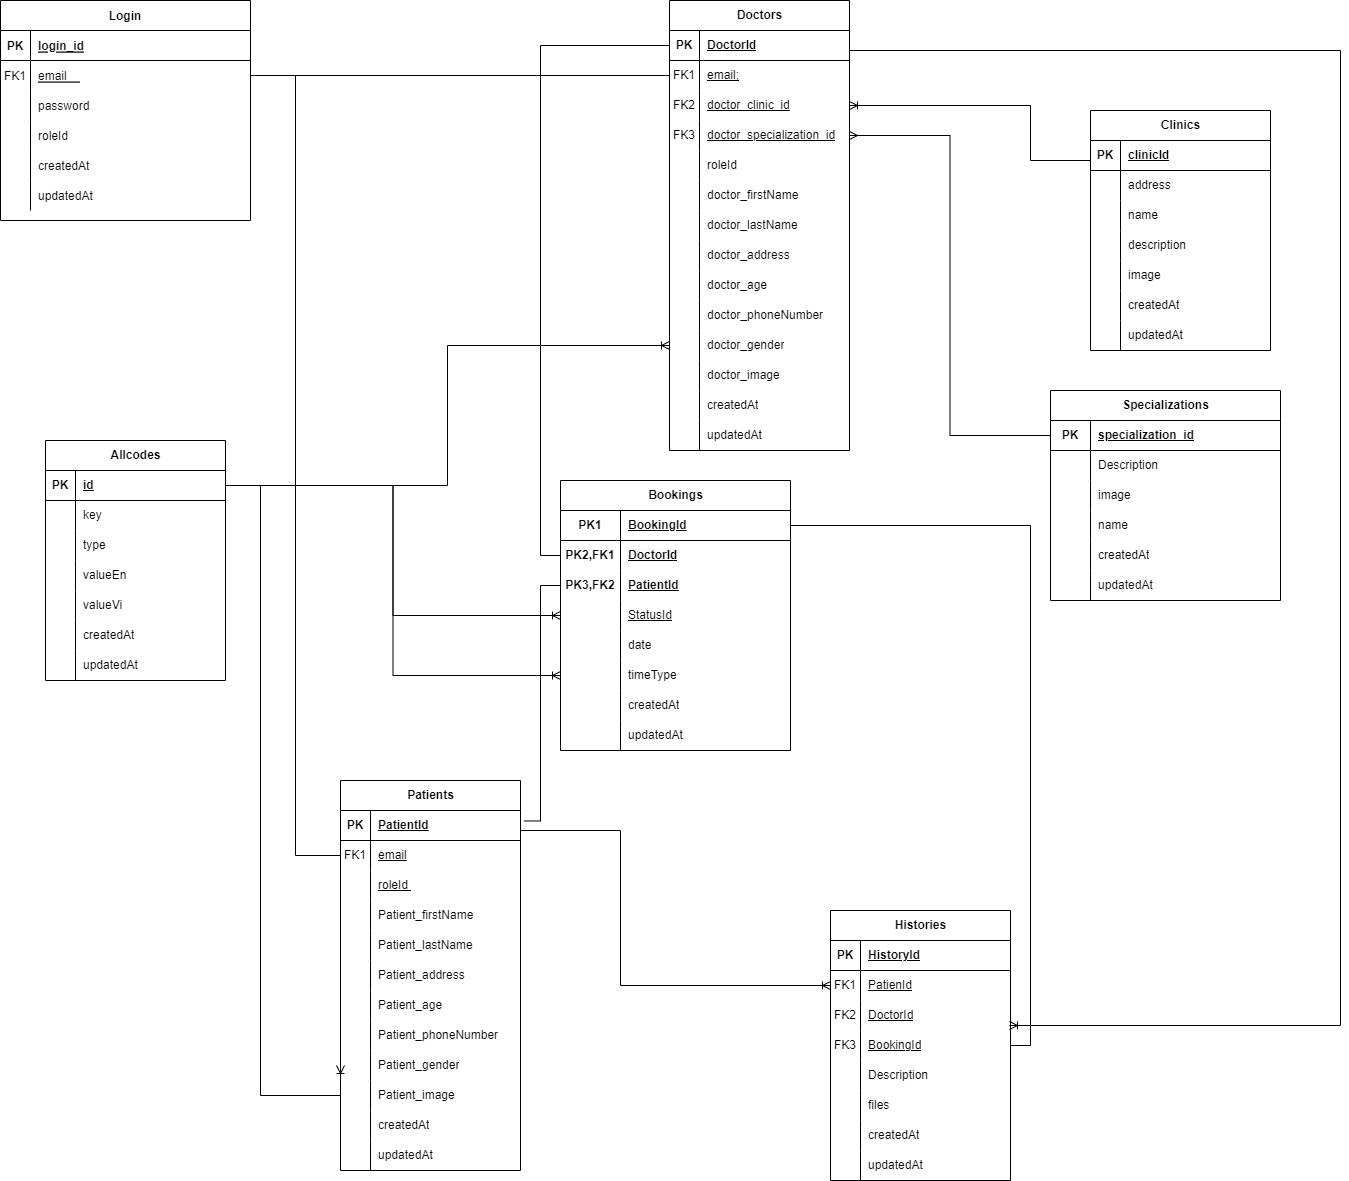 Login
PK login_id
FK1 email
password
roleId
createdAt
updatedAt
Doctors
PK DoctorId
FK1 email;
FK2 doctor_clinic_id
FK3 doctor_specialization_id
roleId
doctor_firstName
doctor_lastName
doctor_address
doctor_age
doctor_phoneNumber
doctor_gender
doctor_image
createdAt
updatedAt
Clinics
PK clinicId
address
name
description
image
createdAt
updatedAt
Specializations
PK specialization_id
Description
image
name
createdAt
updatedAt
Allcodes
PK id
key
type
valueEn
valueVi
createdAt
updatedAt
Bookings
PK1 BookingId
PK2,FK1 DoctorId
PK3,FK2 PatientId
StatusId
date
timeType
createdAt
updatedAt
Patients
PK PatientId
FK1 email
roleId
Patient_firstName
Patient_lastName
Patient_address
Patient_age
Patient_phoneNumber
Patient_gender
Patient_image
createdAt
updatedAt
Histories
PK HistoryId
FK1 PatienId
FK2 DoctorId
FK3 BookingId
Description
files
createdAt
updatedAt